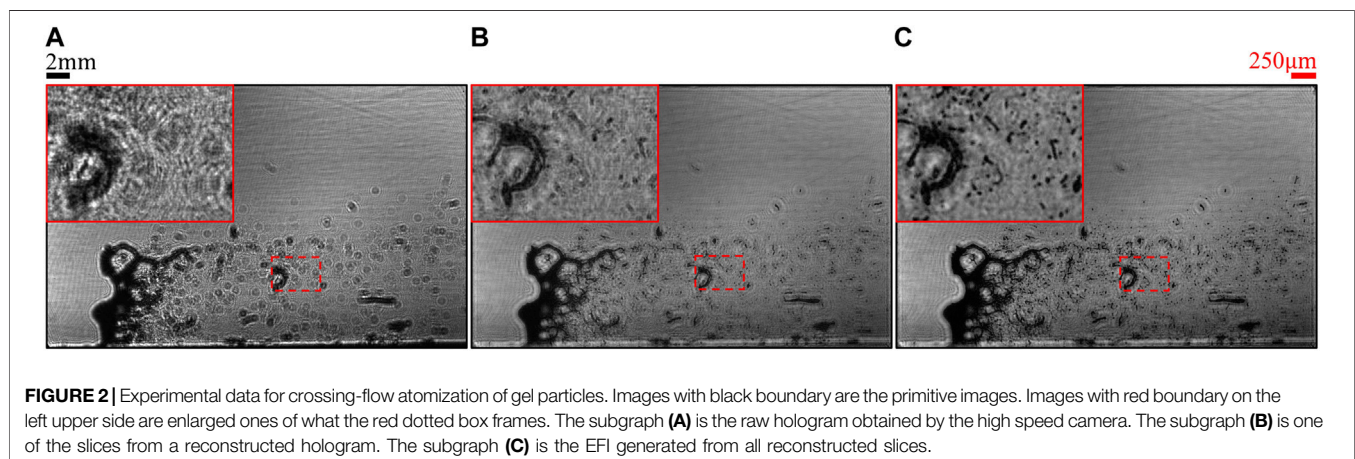 A
B
C
2mm
250μm
FIGURE 2 | Experimental data for crossing-flow atomization of gel particles. Images with black boundary are the primitive images. Images with red boundary on the
left upper side are enlarged ones of what the red dotted box frames. The subgraph (A) is the raw hologram obtained by the high speed camera. The subgraph (B) is one
of the slices from a reconstructed hologram. The subgraph (C) is the EFI generated from all reconstructed slices.